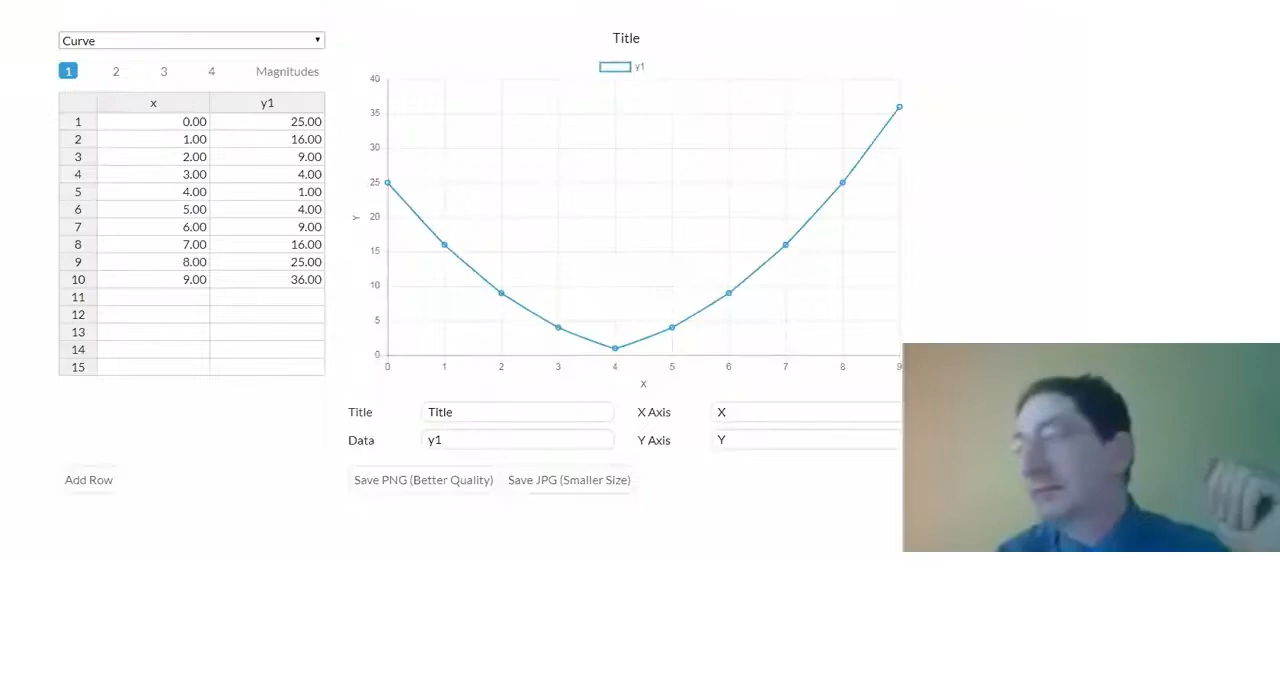 Curve
1 2 3 4 Magnitudes
x y1
1 0.00 25.00
2 1.00 16.00
3 2.00 9.00
4 3.00 4.00
5 4.00 1.00
6 5.00 4.00
7 6.00 9.00
8 7.00 16.00
9 8.00 25.00
10 9.00 36.00
11
12
13
14
15
Add Row
Title
y1
40
35
30
25
20
15
10
5
0
Y
0 1 2 3 4 5 6 7 8 9
X
Title Title X Axis X
Data y1 Y Axis Y
Save PNG (Better Quality) Save JPG (Smaller Size)